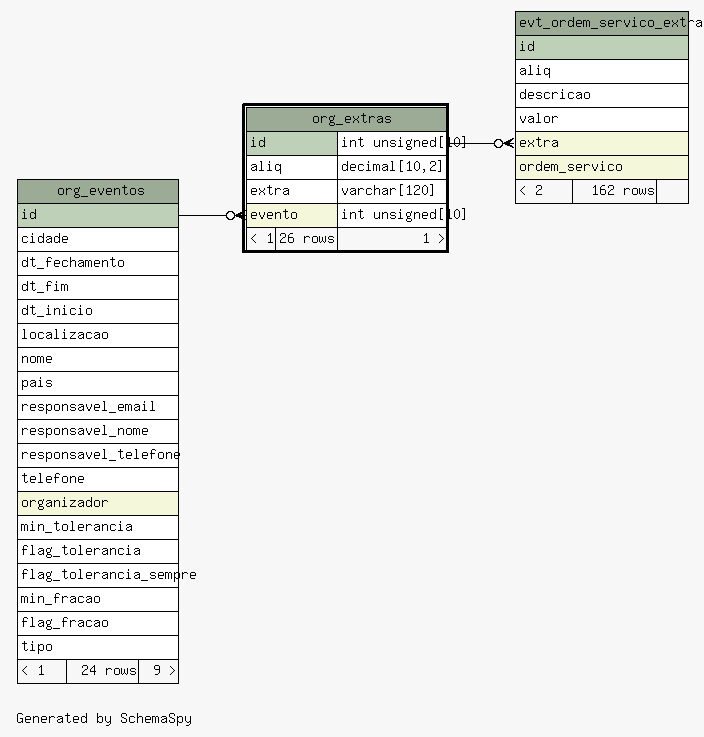 evt_ordem_servico_extra
id
aliq
descricao
valor
extra
ordem_servico
< 2 162 rows
org_extras
id int unsigned[10]
aliq decimal[10,2]
extra varchar[120]
evento int unsigned[10]
< 1 26 rows 1 >
org_eventos
id
cidade
dt_fechamento
dt_fim
dt_inicio
localizacao
nome
pais
responsavel_email
responsavel_nome
responsavel_telefone
telefone
organizador
min_tolerancia
flag_tolerancia
flag_tolerancia_sempre
min_fracao
flag_fracao
tipo
< 1 24 rows 9 >
Generated by SchemaSpy